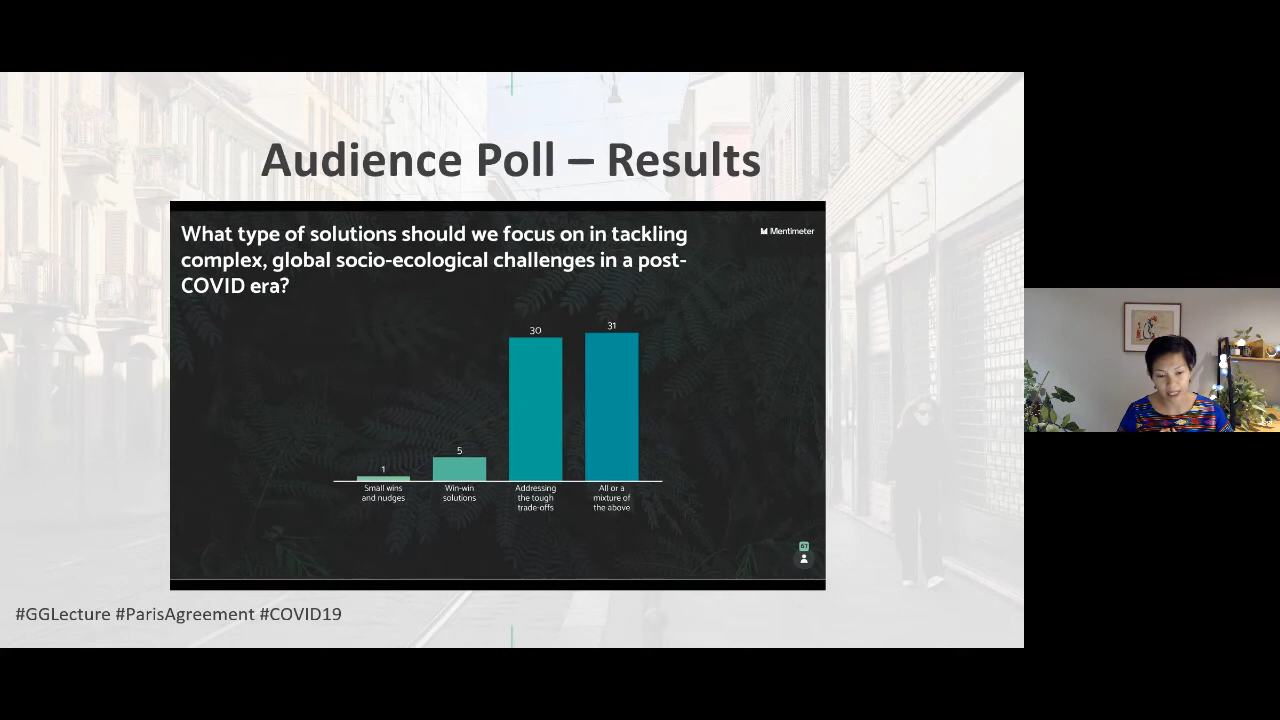 Audience Poll – Results
What type of solutions should we focus on in tackling
complex, global socio-ecological challenges in a post-
COVID era?
Mentimeter
1
5
30
31
Small wins
and nudges
Win-win
solutions
Addressing
the tough
trade-offs
All or a
mixture of
the above
67
#GGLecture #ParisAgreement #COVID19